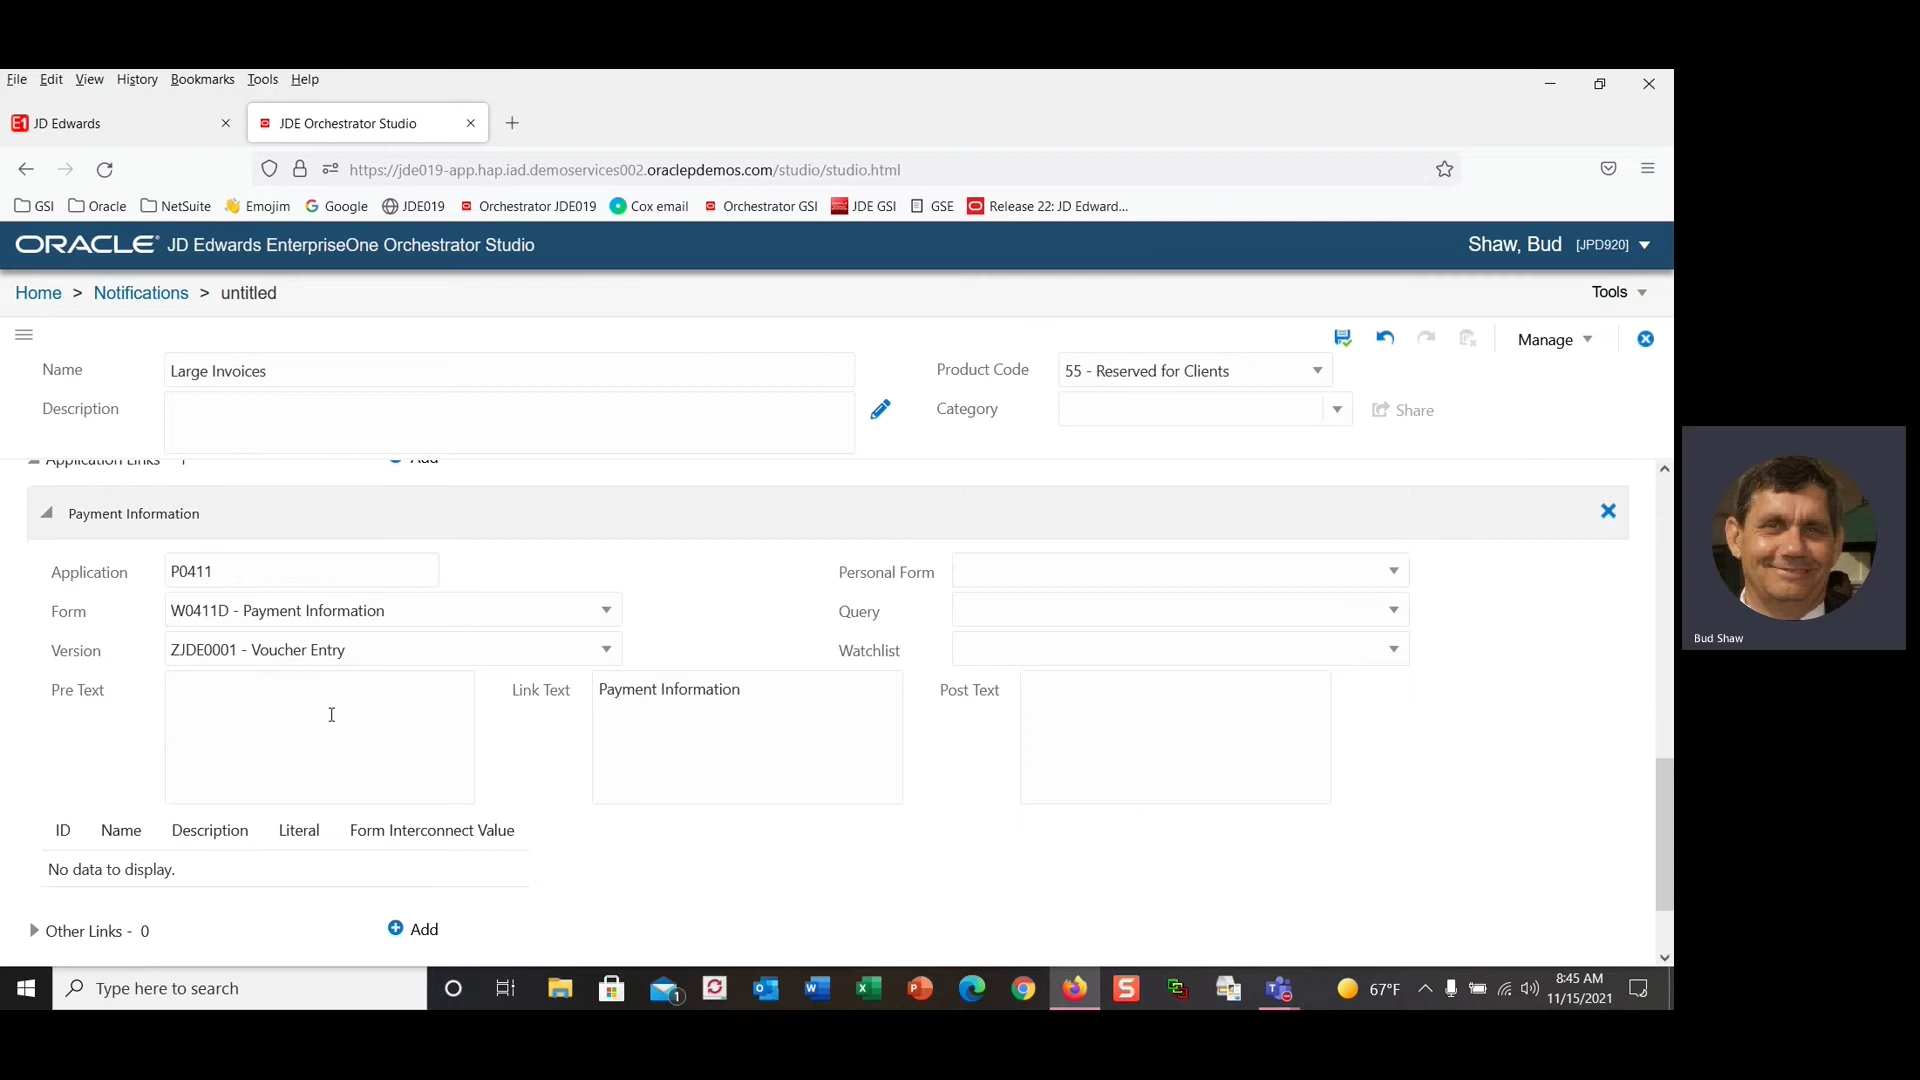 File Edit View History Bookmarks Tools Help
E1 JD Edwards
JDE Orchestrator Studio
https://jde019-app.hap.iad.demoservices002.oraclepdemos.com/studio/studio.html
GSI Oracle NetSuite Emojim Google JDE019 Orchestrator JDE019 Cox email Orchestrator GSI JDE GSI GSE Release 22: JD Edward...
ORACLE® JD Edwards EnterpriseOne Orchestrator Studio
Shaw, Bud [JPD920]
Home > Notifications > untitled
Tools
Manage
Name Large Invoices
Product Code 55 - Reserved for Clients
Description
Category
Share
Application Links - 1 Add
Payment Information
Application P0411
Personal Form
Form W0411D - Payment Information
Query
Version ZJDE0001 - Voucher Entry
Watchlist
Pre Text
Link Text Payment Information
Post Text
ID Name Description Literal Form Interconnect Value
No data to display.
Other Links - 0 Add
Bud Shaw
Type here to search
1
67°F
8:45 AM
11/15/2021